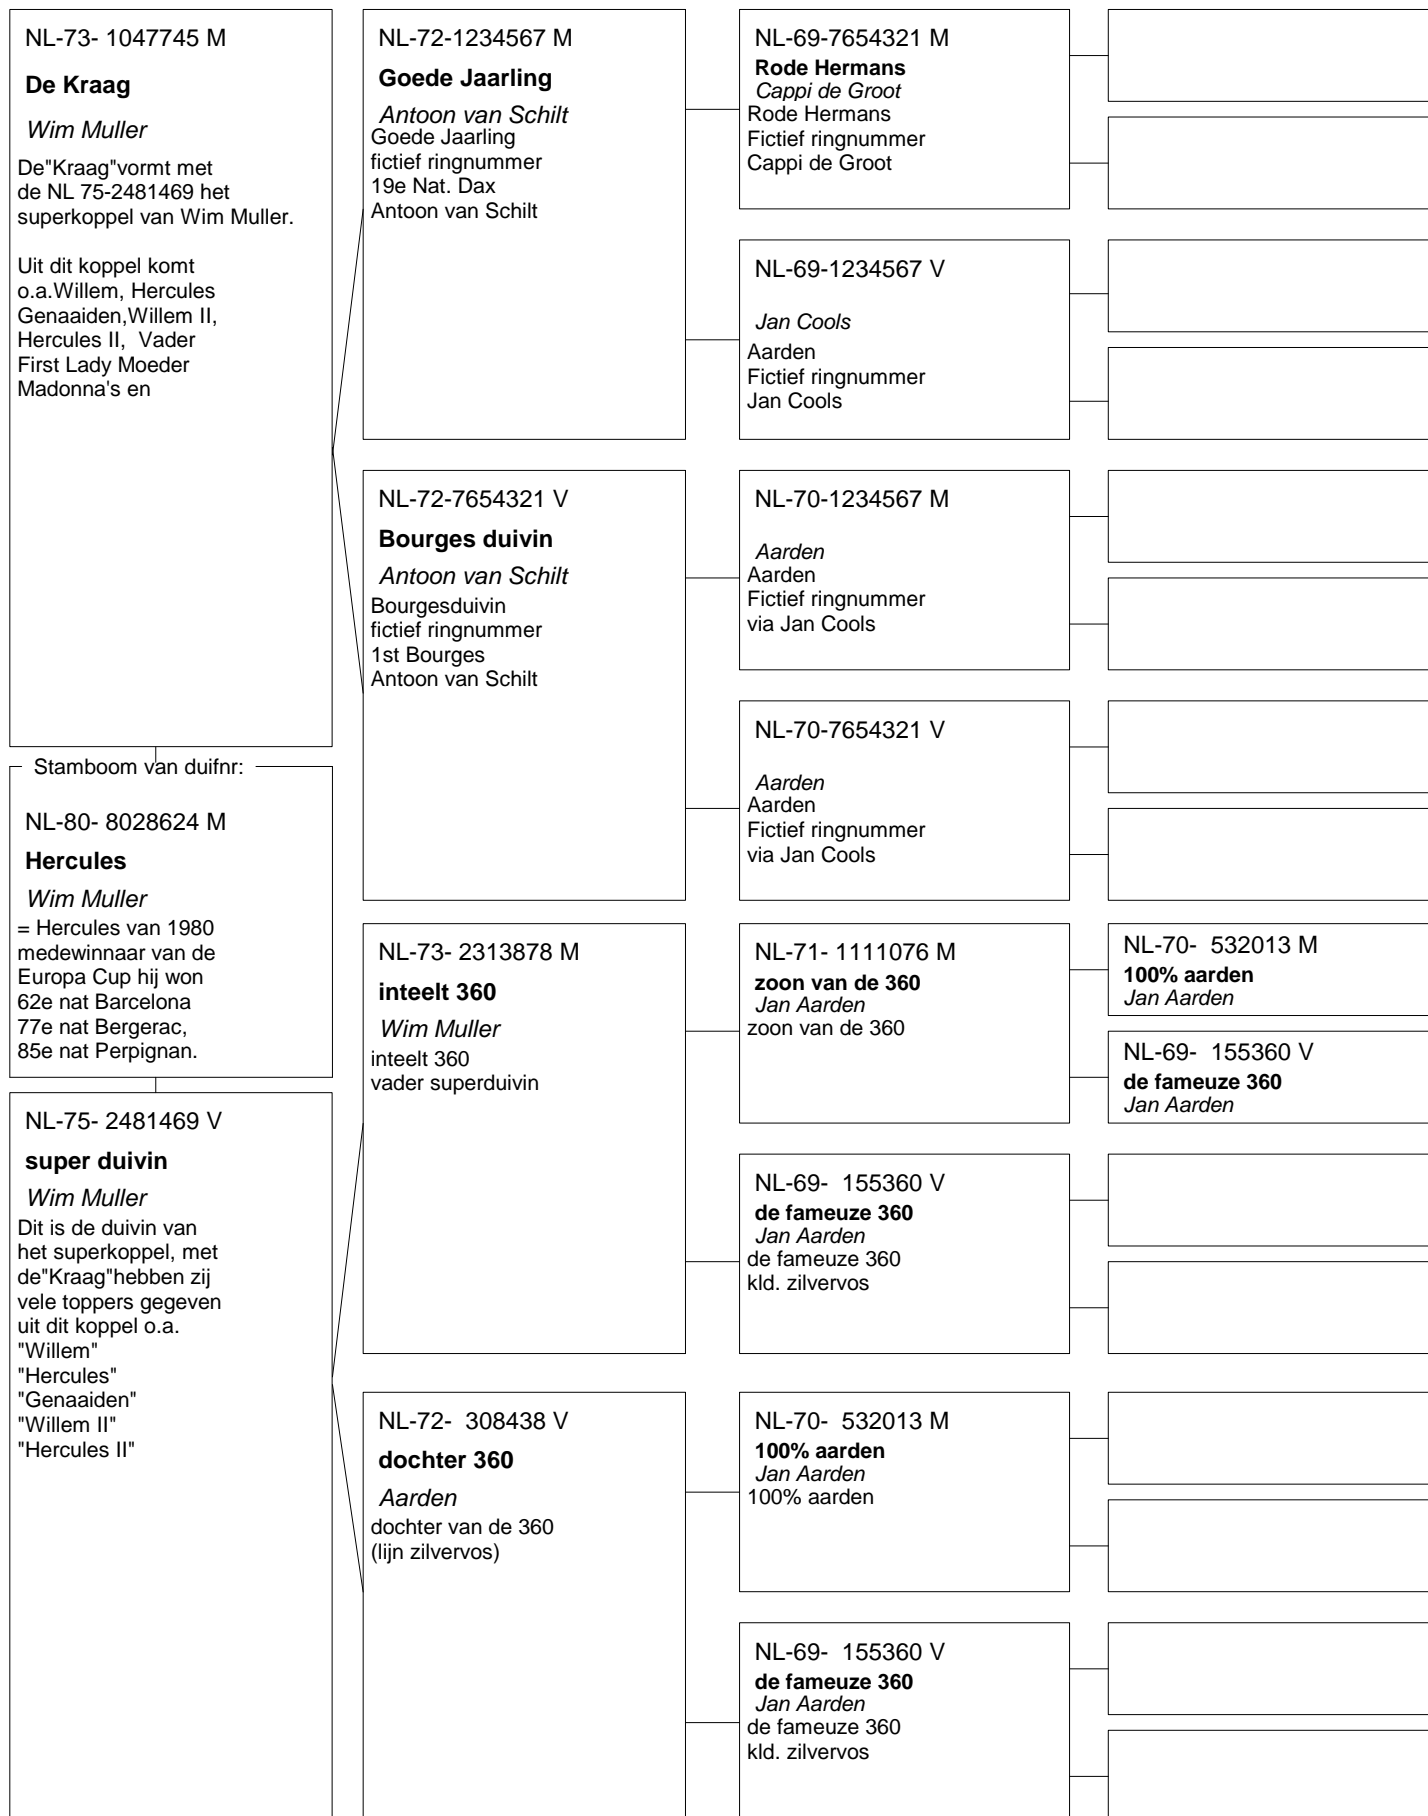 NL-73- 1047745 M
De Kraag
Wim Muller
De"Kraag"vormt met
de NL 75-2481469 het
superkoppel van Wim Muller.
Uit dit koppel komt
o.a.Willem, Hercules
Genaaiden,Willem II,
Hercules II,  Vader
First Lady Moeder
Madonna's en
Stamboom van duifnr:
NL-80- 8028624 M
Hercules
Wim Muller
= Hercules van 1980
medewinnaar van de
Europa Cup hij won
62e nat Barcelona
77e nat Bergerac,
85e nat Perpignan.
NL-75- 2481469 V
super duivin
Wim Muller
Dit is de duivin van
het superkoppel, met
de"Kraag"hebben zij
vele toppers gegeven
uit dit koppel o.a.
"Willem"
"Hercules"
"Genaaiden"
"Willem II"
"Hercules II"
NL-72-1234567 M
Goede Jaarling
Antoon van Schilt
Goede Jaarling
fictief ringnummer
19e Nat. Dax
Antoon van Schilt
NL-72-7654321 V
Bourges duivin
Antoon van Schilt
Bourgesduivin
fictief ringnummer
1st Bourges
Antoon van Schilt
NL-73- 2313878 M
inteelt 360
Wim Muller
inteelt 360
vader superduivin
NL-72-  308438 V
dochter 360
Aarden
dochter van de 360
(lijn zilvervos)
NL-69-7654321 M
Rode Hermans
Cappi de Groot
Rode Hermans
Fictief ringnummer
Cappi de Groot
NL-69-1234567 V
Jan Cools
Aarden
Fictief ringnummer
Jan Cools
NL-70-1234567 M
Aarden
Aarden
Fictief ringnummer
via Jan Cools
NL-70-7654321 V
Aarden
Aarden
Fictief ringnummer
via Jan Cools
NL-71- 1111076 M
zoon van de 360
Jan Aarden
zoon van de 360
NL-69-  155360 V
de fameuze 360
Jan Aarden
de fameuze 360
kld. zilvervos
NL-70-  532013 M
100% aarden
Jan Aarden
100% aarden
NL-69-  155360 V
de fameuze 360
Jan Aarden
de fameuze 360
kld. zilvervos
NL-70-  532013 M
100% aarden
Jan Aarden
NL-69-  155360 V
de fameuze 360
Jan Aarden